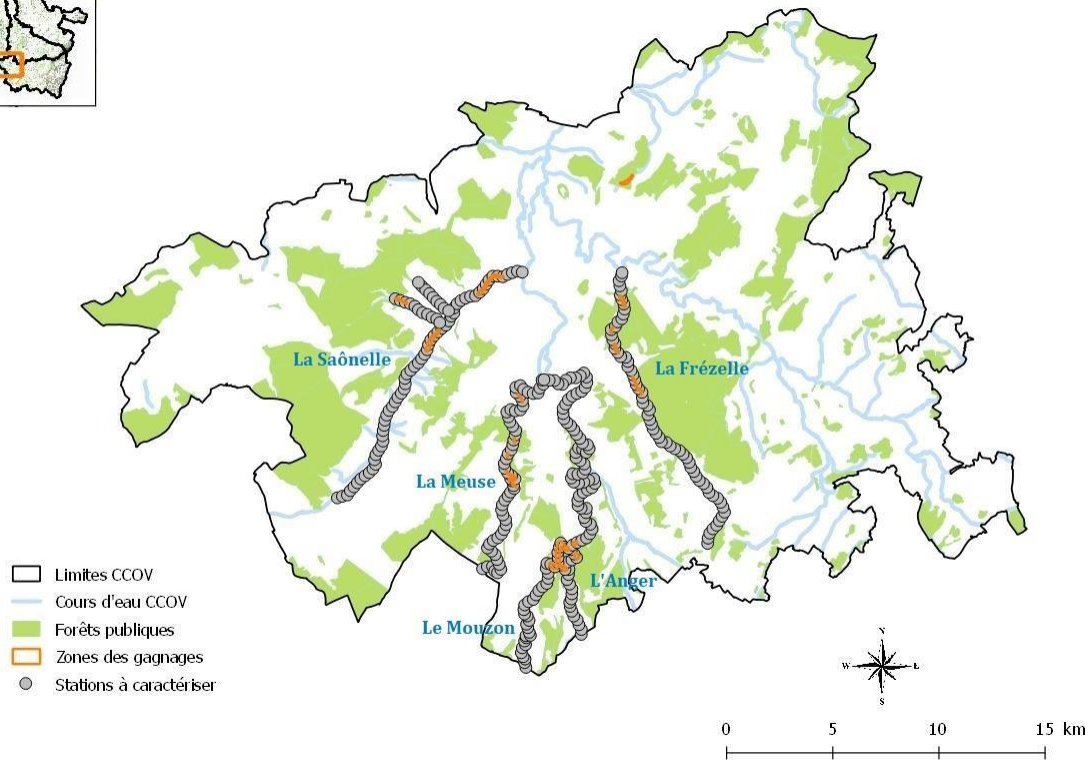 La Saônelle
La Frézelle
La Meuse
L'Anger
Le Mouzon
Limites CCOV
Cours d'eau CCOV
Forêts publiques
Zones des gagnages
Stations à caractériser
N
W
E
S
0 5 10 15 km